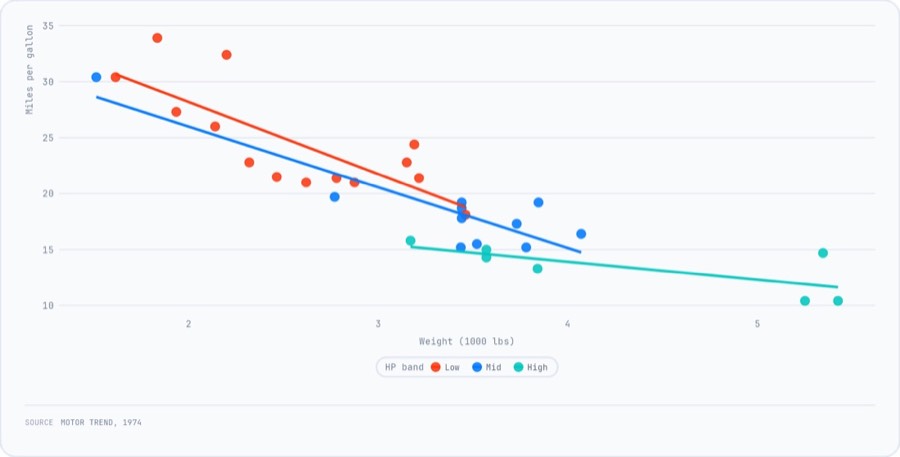 Miles per gallon
35
30
25
20
15
10
2 3 4 5
Weight (1000 lbs)
HP band Low Mid High
SOURCE MOTOR TREND, 1974